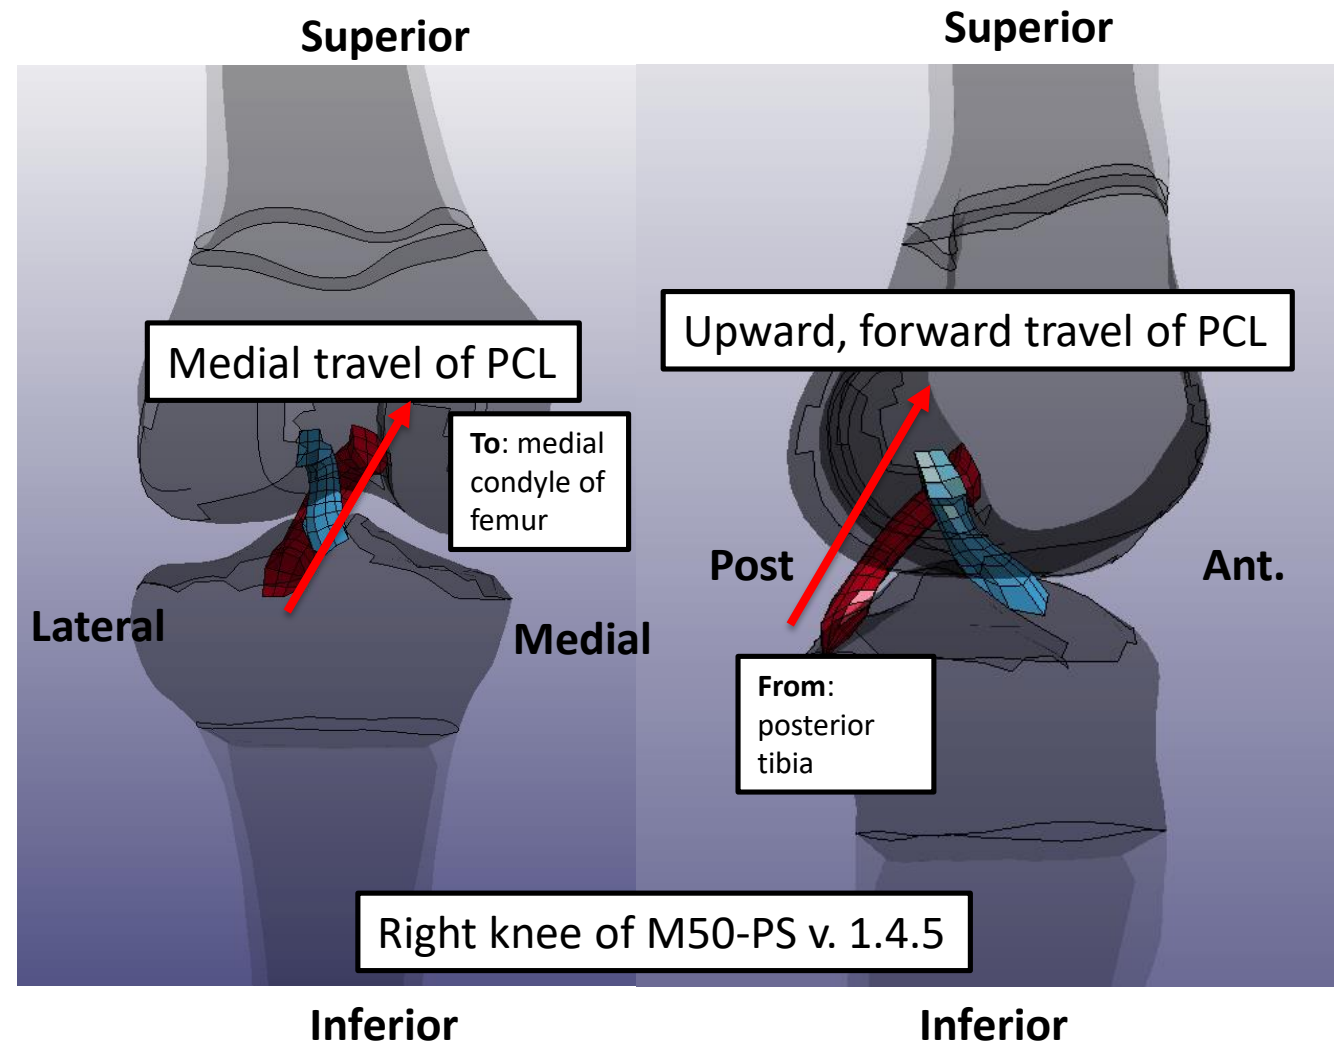 Superior
Superior
Medial travel of PCL
Upward, forward travel of PCL
To: medial
condyle of
femur
Post
Ant.
Lateral
Medial
From:
posterior
tibia
Right knee of M50-PS v. 1.4.5
Inferior
Inferior